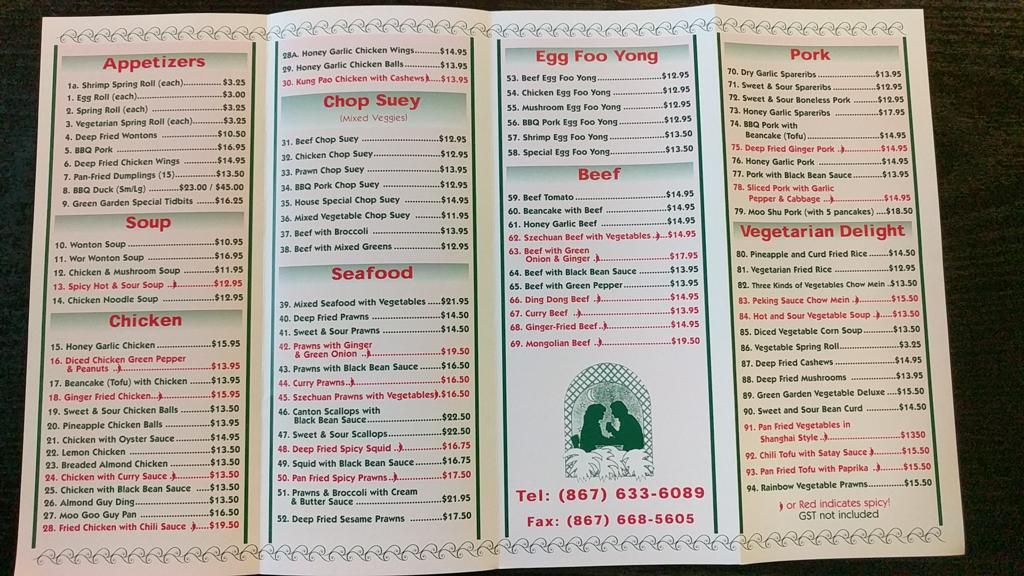 Appetizers
1a. Shrimp Spring Roll (each)..............$3.25
1. Egg Roll (each)..............$3.00
2. Spring Roll (each) ..............$3.25
3. Vegetarian Spring Roll (each)..............$3.25
4. Deep Fried Wontons ..............$10.50
5. BBQ Pork ..............$16.95
6. Deep Fried Chicken Wings ..............$14.95
7. Pan-Fried Dumplings (15)..............$13.50
8. BBQ Duck (Sm/Lg) ..............$23.00 / $45.00
9. Green Garden Special Tidbits ......$16.25
Soup
10. Wonton Soup ..............$10.95
11. Wor Wonton Soup ..............$16.95
12. Chicken & Mushroom Soup ......$11.95
13. Spicy Hot & Sour Soup ..............$12.95
14. Chicken Noodle Soup ..............$12.95
Chicken
15. Honey Garlic Chicken ..............$15.95
16. Diced Chicken Green Pepper
& Peanuts ..............$13.95
17. Beancake (Tofu) with Chicken ....$13.95
18. Ginger Fried Chicken..............$15.95
19. Sweet & Sour Chicken Balls ......$13.50
20. Pineapple Chicken Balls ..........$13.95
21. Chicken with Oyster Sauce ......$14.95
22. Lemon Chicken ..............$13.50
23. Breaded Almond Chicken ......$13.50
24. Chicken with Curry Sauce ......$13.50
25. Chicken with Black Bean Sauce ....$13.50
26. Almond Guy Ding..............$13.50
27. Moo Goo Guy Pan ..............$16.50
28. Fried Chicken with Chili Sauce ....$19.50
28A. Honey Garlic Chicken Wings..........$14.95
29. Honey Garlic Chicken Balls..........$13.95
30. Kung Pao Chicken with Cashews....$13.95
Chop Suey
(Mixed Veggies)
31. Beef Chop Suey ..............$12.95
32. Chicken Chop Suey..............$12.95
33. Prawn Chop Suey ..............$13.95
34. BBQ Pork Chop Suey..............$12.95
35. House Special Chop Suey ..........$14.95
36. Mixed Vegetable Chop Suey ......$11.95
37. Beef with Broccoli ..............$13.95
38. Beef with Mixed Greens ..........$12.95
Seafood
39. Mixed Seafood with Vegetables ....$21.95
40. Deep Fried Prawns ..............$14.50
41. Sweet & Sour Prawns ..............$14.50
42. Prawns with Ginger
& Green Onion ..............$19.50
43. Prawns with Black Bean Sauce ......$16.50
44. Curry Prawns..............$16.50
45. Szechuan Prawns with Vegetables..$16.50
46. Canton Scallops with
Black Bean Sauce..............$22.50
47. Sweet & Sour Scallops..............$22.50
48. Deep Fried Spicy Squid ..........$16.75
49. Squid with Black Bean Sauce......$16.75
50. Pan Fried Spicy Prawns..........$17.50
51. Prawns & Broccoli with Cream
& Butter Sauce ..............$21.95
52. Deep Fried Sesame Prawns ..........$17.50
Egg Foo Yong
53. Beef Egg Foo Yong..............$12.95
54. Chicken Egg Foo Yong ..............$12.95
55. Mushroom Egg Foo Yong ..........$12.95
56. BBQ Pork Egg Foo Yong..........$12.95
57. Shrimp Egg Foo Yong ..............$13.50
58. Special Egg Foo Yong..............$13.50
Beef
59. Beef Tomato ..............$14.95
60. Beancake with Beef ..............$14.95
61. Honey Garlic Beef ..............$14.95
62. Szechuan Beef with Vegetables....$14.95
63. Beef with Green
Onion & Ginger ..............$17.95
64. Beef with Black Bean Sauce ......$13.95
65. Beef with Green Pepper..........$13.95
66. Ding Dong Beef ..............$14.95
67. Curry Beef ..............$13.95
68. Ginger-Fried Beef ..............$14.95
69. Mongolian Beef ..............$19.50
Tel: (867) 633-6089
Fax: (867) 668-5605
Pork
70. Dry Garlic Spareribs ..............$13.95
71. Sweet & Sour Spareribs ..........$12.95
72. Sweet & Sour Boneless Pork ......$12.95
73. Honey Garlic Spareribs ..........$17.95
74. BBQ Pork with
Beancake (Tofu) ..............$14.95
75. Deep Fried Ginger Pork ..........$14.95
76. Honey Garlic Pork ..............$14.95
77. Pork with Black Bean Sauce......$13.95
78. Sliced Pork with Garlic
Pepper & Cabbage ..............$14.95
79. Moo Shu Pork (with 5 pancakes) ....$18.50
Vegetarian Delight
80. Pineapple and Curd Fried Rice......$14.50
81. Vegetarian Fried Rice..............$12.95
82. Three Kinds of Vegetables Chow Mein .$13.50
83. Peking Sauce Chow Mein ..........$15.50
84. Hot and Sour Vegetable Soup ....$13.50
85. Diced Vegetable Corn Soup........$13.50
86. Vegetable Spring Roll..............$3.25
87. Deep Fried Cashews..............$14.95
88. Deep Fried Mushrooms ..........$13.95
89. Green Garden Vegetable Deluxe ....$15.50
90. Sweet and Sour Bean Curd ......$14.50
91. Pan Fried Vegetables in
Shanghai Style..............$1350
92. Chili Tofu with Satay Sauce ......$15.50
93. Pan Fried Tofu with Paprika ......$15.50
94. Rainbow Vegetable Prawns..........$15.50
or Red indicates spicy!
GST not included